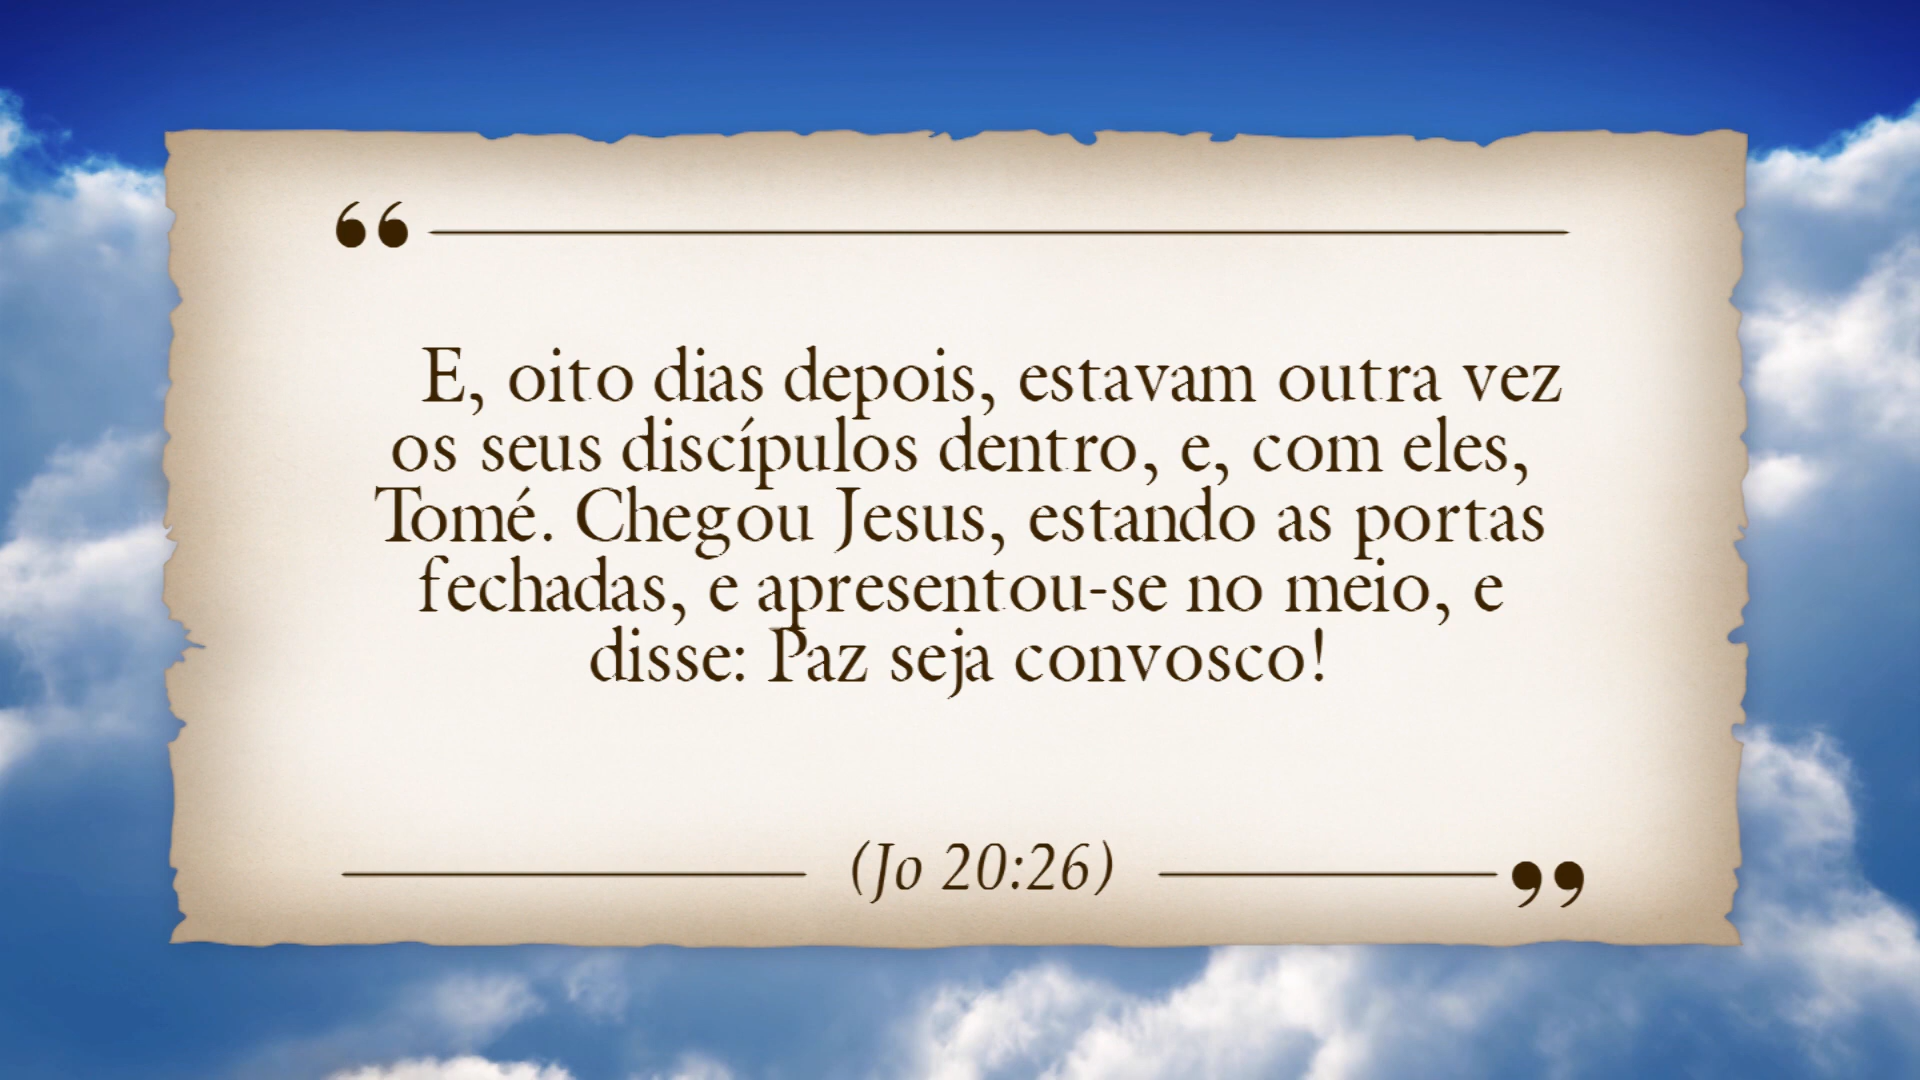 “
E, oito dias depois, estavam outra vez
os seus discípulos dentro, e, com eles,
Tomé. Chegou Jesus, estando as portas
fechadas, e apresentou-se no meio, e
disse: Paz seja convosco!
(Jo 20:26)
”